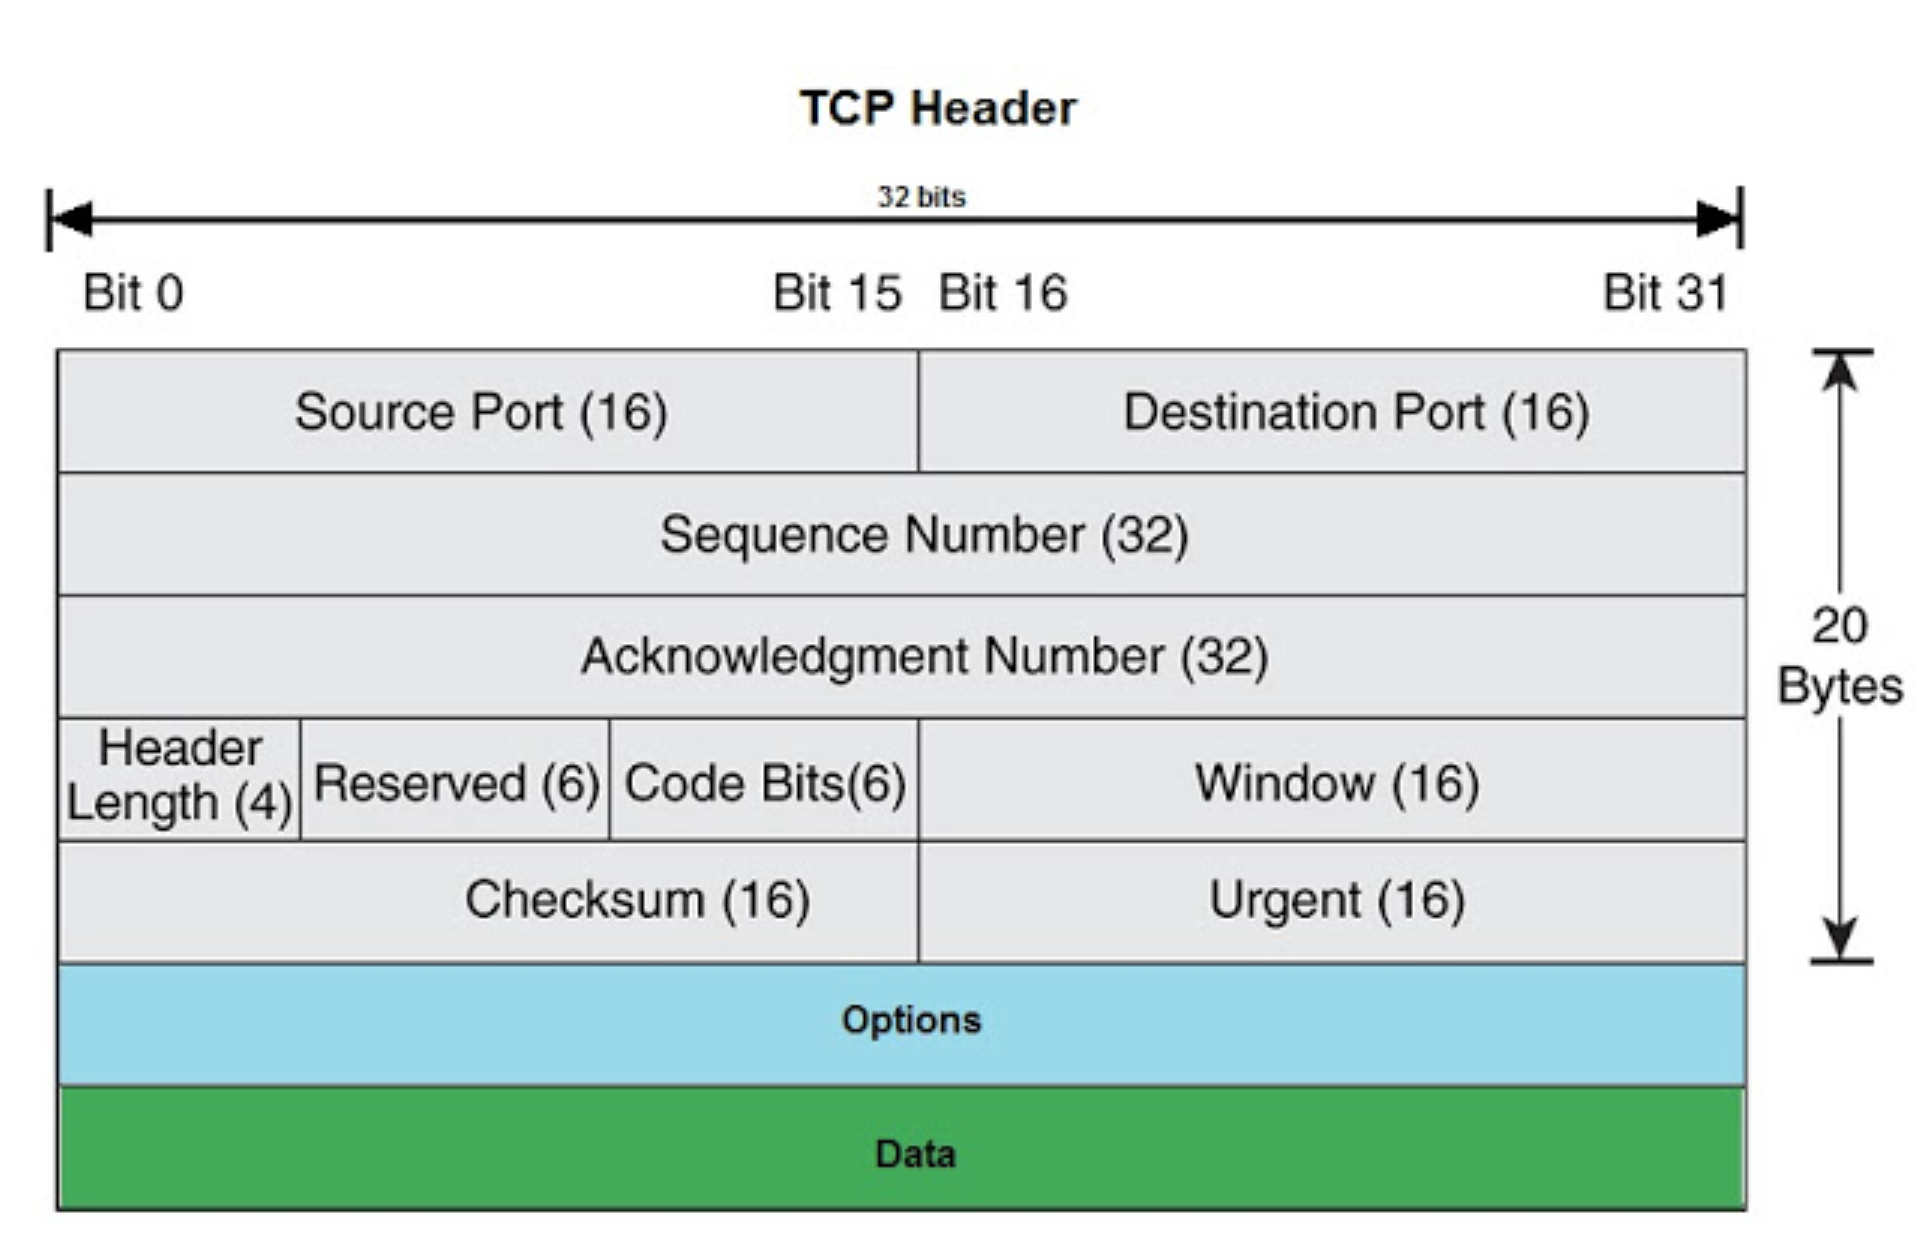 TCP Header
32 bits
Bit 0 Bit 15 Bit 16 Bit 31
Source Port (16) Destination Port (16)
Sequence Number (32)
Acknowledgment Number (32)
20
Bytes
Header
Length (4) Reserved (6) Code Bits(6) Window (16)
Checksum (16) Urgent (16)
Options
Data